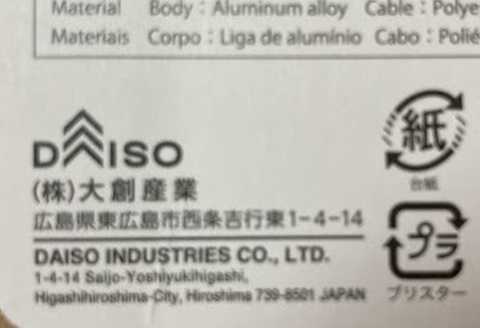 Material Body : Aluminum alloy Cable : Polye
Materiais Corpo : Liga de alumínio Cabo : Polié
DAISO
(株)大創産業
広島県東広島市西条吉行東1-4-14
DAISO INDUSTRIES CO., LTD.
1-4-14 Saijo-Yoshiyukihigashi,
Higashihiroshima-City, Hiroshima 739-8501 JAPAN
紙
台紙
プラ
ブリスター